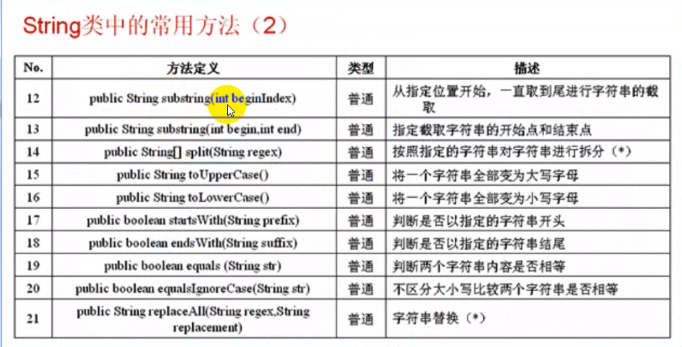 String类中的常用方法（2）
No. 方法定义 类型 描述
12 public String substring(int beginIndex) 普通 从指定位置开始，一直取到尾进行字符串的截
取
13 public String substring(int begin,int end) 普通 指定截取字符串的开始点和结束点
14 public String[] split(String regex) 普通 按照指定的字符串对字符串进行拆分（*）
15 public String toUpperCase() 普通 将一个字符串全部变为大写字母
16 public String toLowerCase() 普通 将一个字符串全部变为小写字母
17 public boolean startsWith(String prefix) 普通 判断是否以指定的字符串开头
18 public boolean endsWith(String suffix) 普通 判断是否以指定的字符串结尾
19 public boolean equals (String str) 普通 判断两个字符串内容是否相等
20 public boolean equalsIgnoreCase(String str) 普通 不区分大小写比较两个字符串是否相等
21 public String replaceAll(String regex,String
replacement) 普通 字符串替换（*）